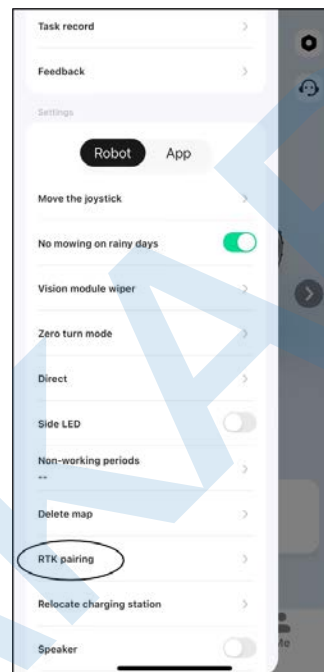 Task record
Feedback
Settings
Robot App
Move the joystick
No mowing on rainy days
Vision module wiper
Zero turn mode
Direct
Side LED
Non-working periods
--
Delete map
RTK pairing
Relocate charging station
Speaker